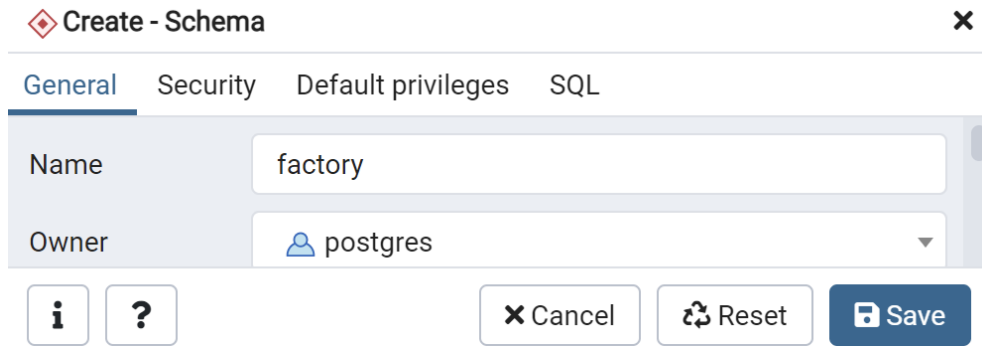 Create - Schema
General Security Default privileges SQL
Name factory
Owner postgres
i ? Cancel Reset Save